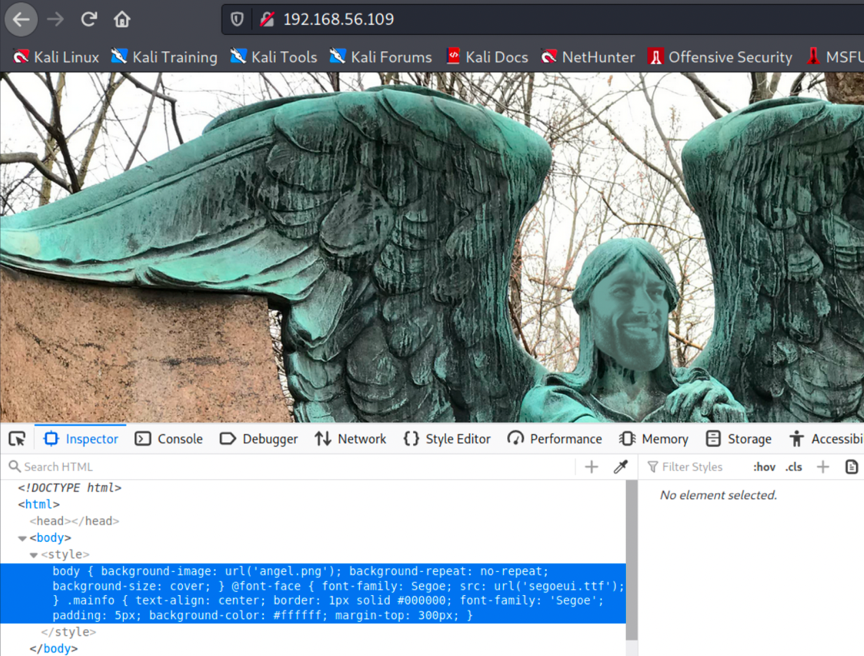 192.168.56.109
Kali Linux Kali Training Kali Tools Kali Forums Kali Docs NetHunter Offensive Security MSFU
Inspector Console Debugger Network Style Editor Performance Memory Storage Accessibi
Search HTML
Filter Styles :hov .cls
No element selected.
<!DOCTYPE html>
<html>
<head></head>
<body>
<style>
body { background-image: url('angel.png'); background-repeat: no-repeat;
background-size: cover; } @font-face { font-family: Segoe; src: url('segoeui.ttf');
} .mainfo { text-align: center; border: 1px solid #000000; font-family: 'Segoe';
padding: 5px; background-color: #ffffff; margin-top: 300px; }
</style>
</body>